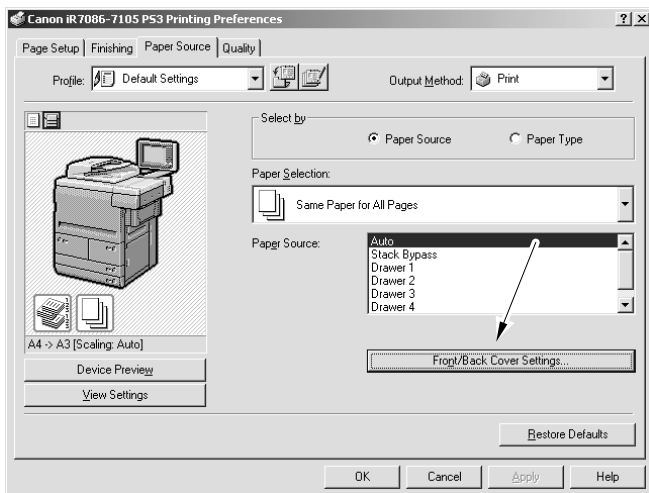 Canon iR7086-7105 PS3 Printing Preferences
Page Setup Finishing Paper Source Quality
Profile: Default Settings Output Method: Print
Select by
Paper Source Paper Type
Paper Selection:
Same Paper for All Pages
Paper Source: Auto
Stack Bypass
Drawer 1
Drawer 2
Drawer 3
Drawer 4
A4 -> A3 [Scaling: Auto]
Front/Back Cover Settings...
Device Preview
View Settings
Restore Defaults
OK Cancel Apply Help